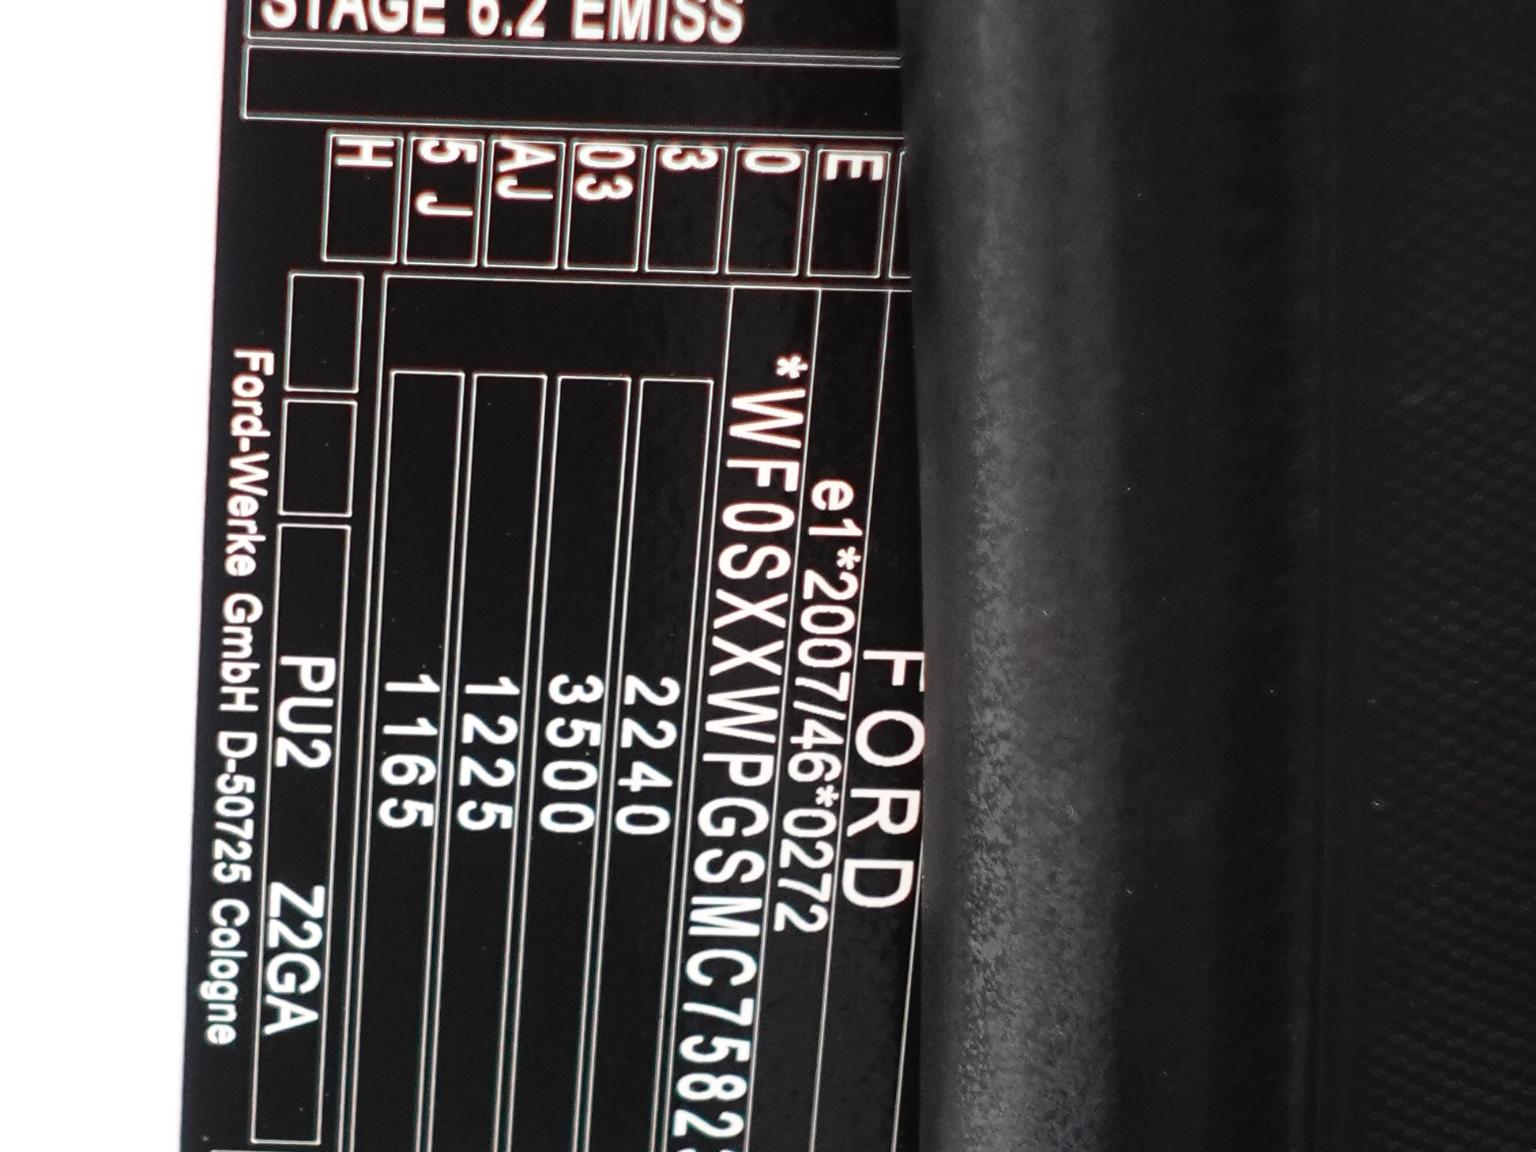 FORD
e1*2007/46*0272
*WF0SXXWPGSMC7582
2240
3500
1225
1165
PU2 Z2GA
Ford-Werke GmbH D-50725 Cologne
E
0
3
03
AJ
5 J
H
STAGE 6.2 EMISS